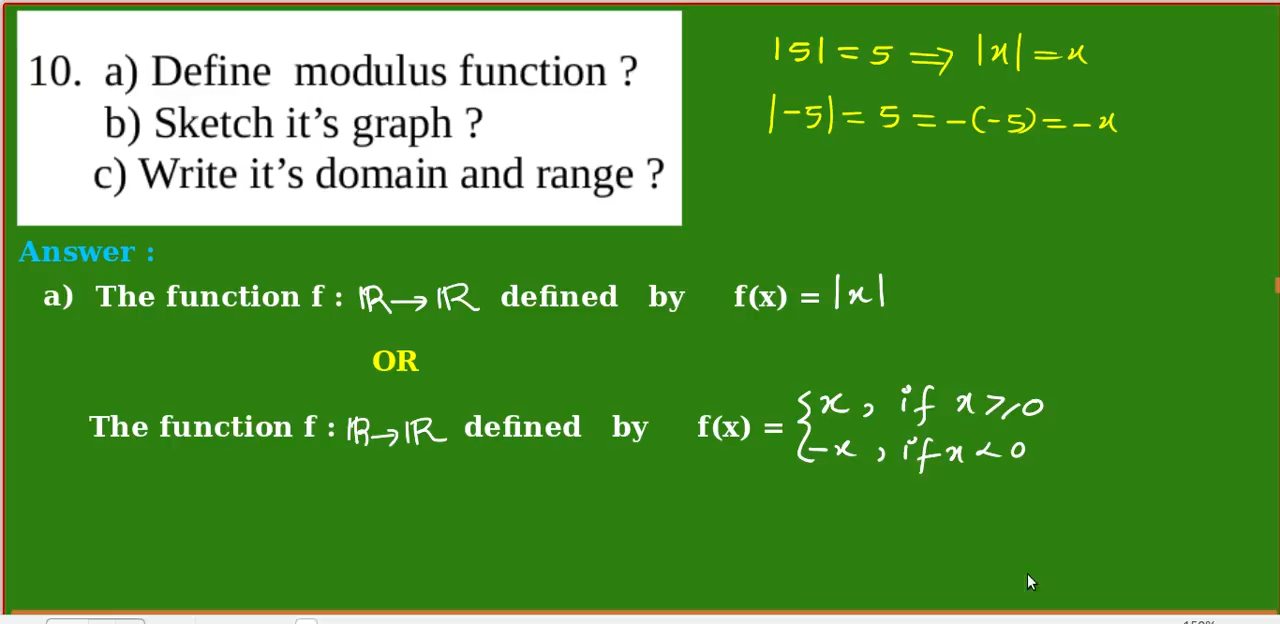 10. a) Define modulus function ?
b) Sketch it's graph ?
c) Write it's domain and range ?
|5| = 5 ⇒ |x| = x
|-5| = 5 = -(-5) = -x
Answer :
a) The function f : ℝ → ℝ defined by f(x) = |x|
OR
The function f : ℝ → ℝ defined by f(x) = { x , if x ≥ 0
-x , if x < 0
150%